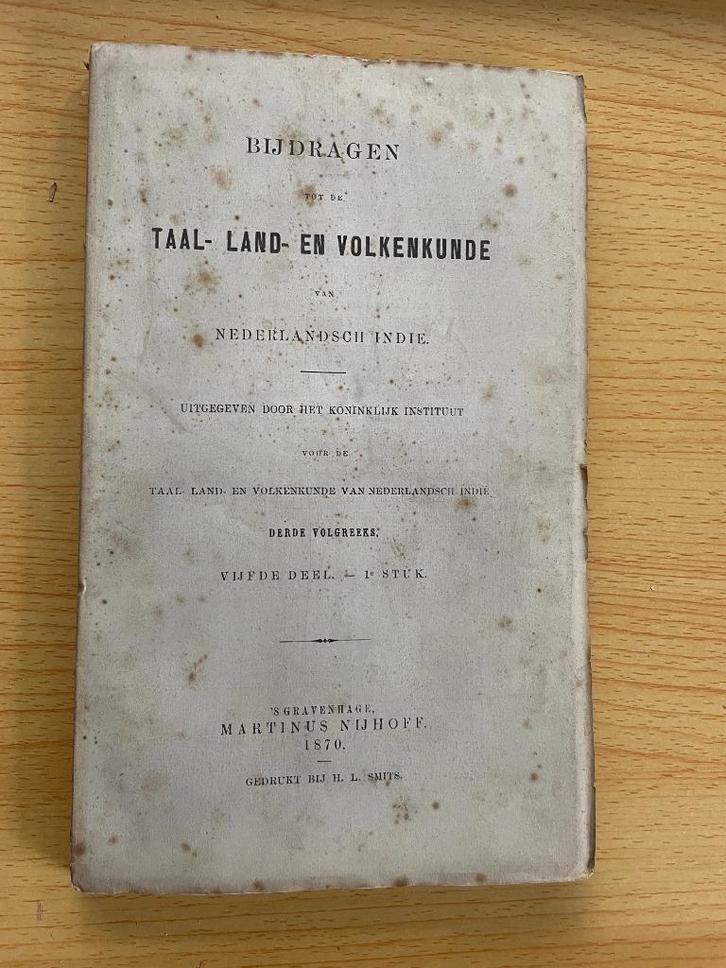 BIJDRAGEN
TOT DE
TAAL- LAND- EN VOLKENKUNDE
VAN
NEDERLANDSCH INDIE.
UITGEGEVEN DOOR HET KONINKLIJK INSTITUUT
VOOR DE
TAAL- LAND- EN VOLKENKUNDE VAN NEDERLANDSCH INDIE
DERDE VOLGREEKS.
VIJFDE DEEL. — 1e STUK.
'SGRAVENHAGE,
MARTINUS NIJHOFF.
1870.
GEDRUKT BIJ H. L. SMITS.